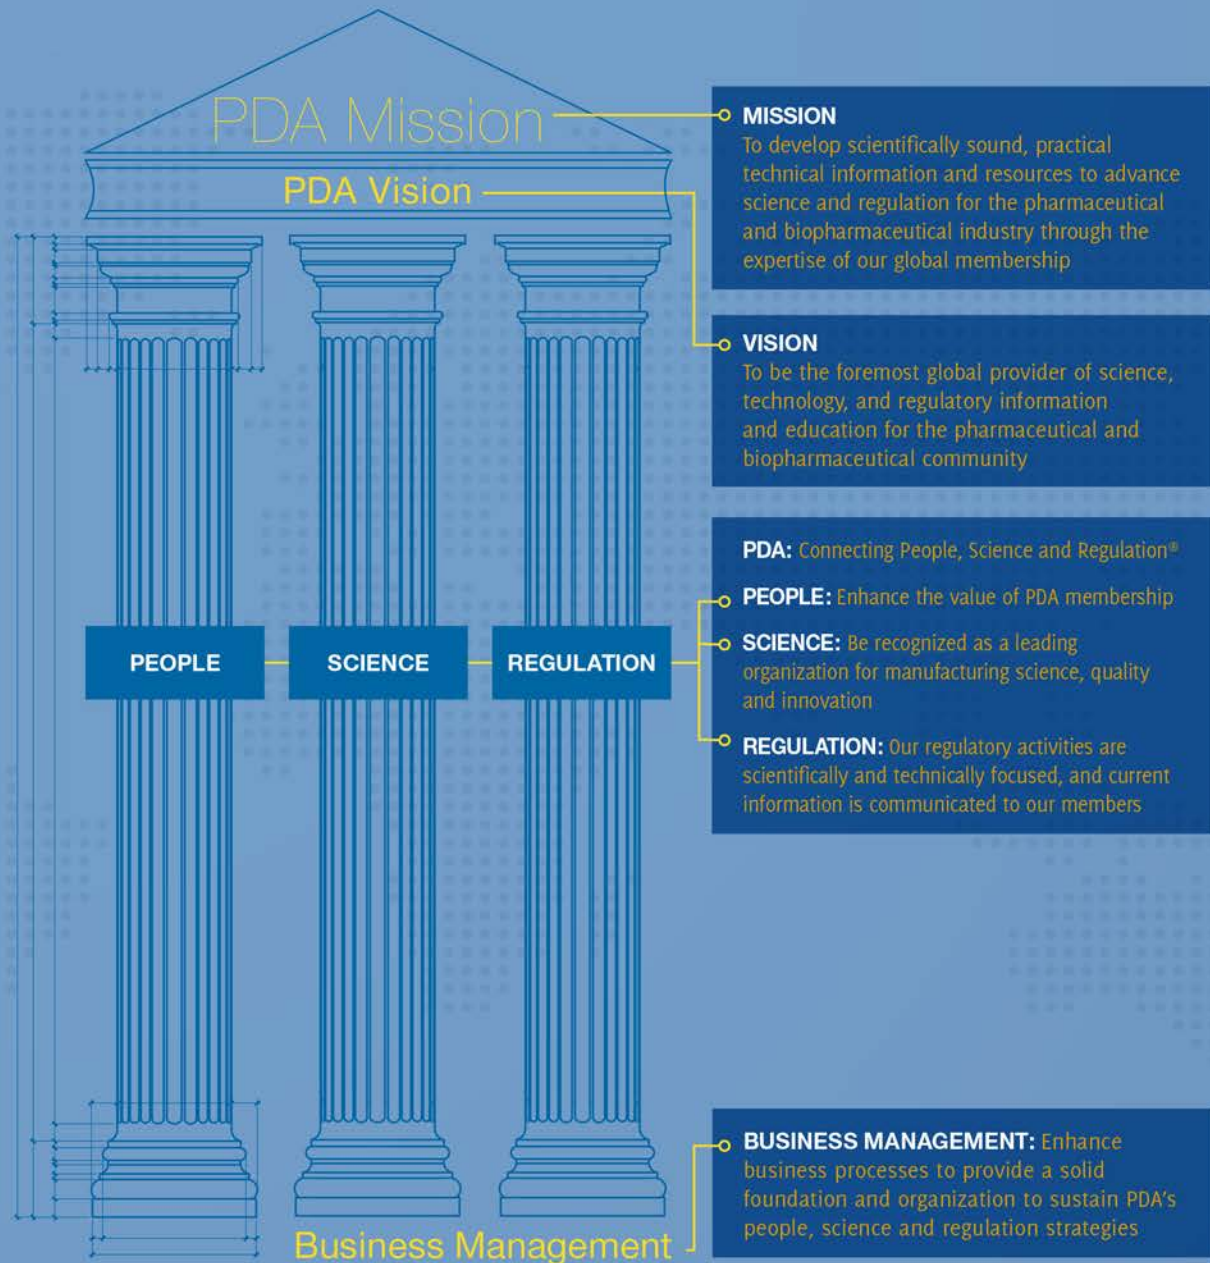 PDA Mission
PDA Vision
MISSION
To develop scientifically sound, practical
technical information and resources to advance
science and regulation for the pharmaceutical
and biopharmaceutical industry through the
expertise of our global membership
VISION
To be the foremost global provider of science,
technology, and regulatory information
and education for the pharmaceutical and
biopharmaceutical community
PEOPLE
SCIENCE
REGULATION
PDA: Connecting People, Science and Regulation®
PEOPLE: Enhance the value of PDA membership
SCIENCE: Be recognized as a leading
organization for manufacturing science, quality
and innovation
REGULATION: Our regulatory activities are
scientifically and technically focused, and current
information is communicated to our members
Business Management
BUSINESS MANAGEMENT: Enhance
business processes to provide a solid
foundation and organization to sustain PDA's
people, science and regulation strategies